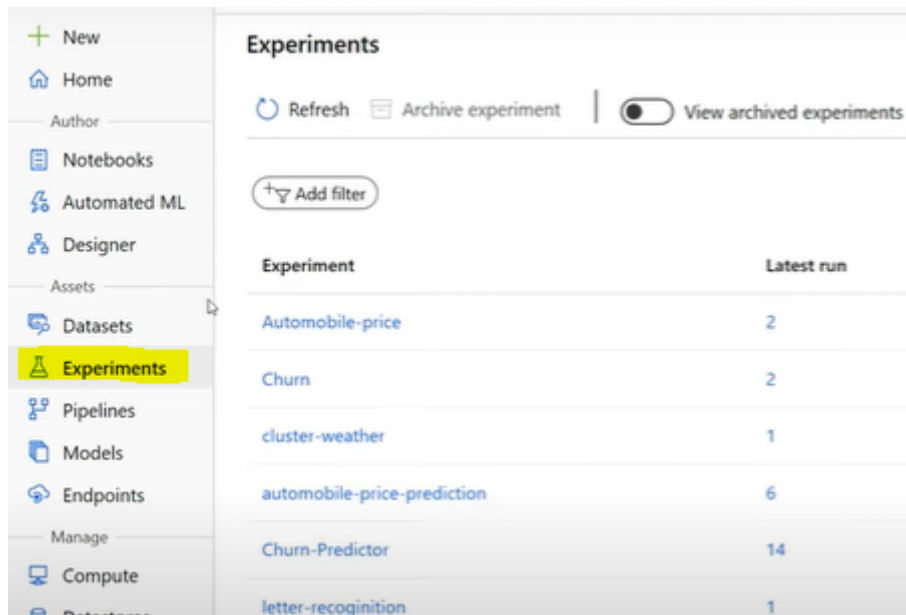 New
Home
Author
Notebooks
Automated ML
Designer
Assets
Datasets
Experiments
Pipelines
Models
Endpoints
Manage
Compute
Datastores
Experiments
Refresh Archive experiment View archived experiments
Add filter
Experiment Latest run
Automobile-price 2
Churn 2
cluster-weather 1
automobile-price-prediction 6
Churn-Predictor 14
letter-recoginition 1